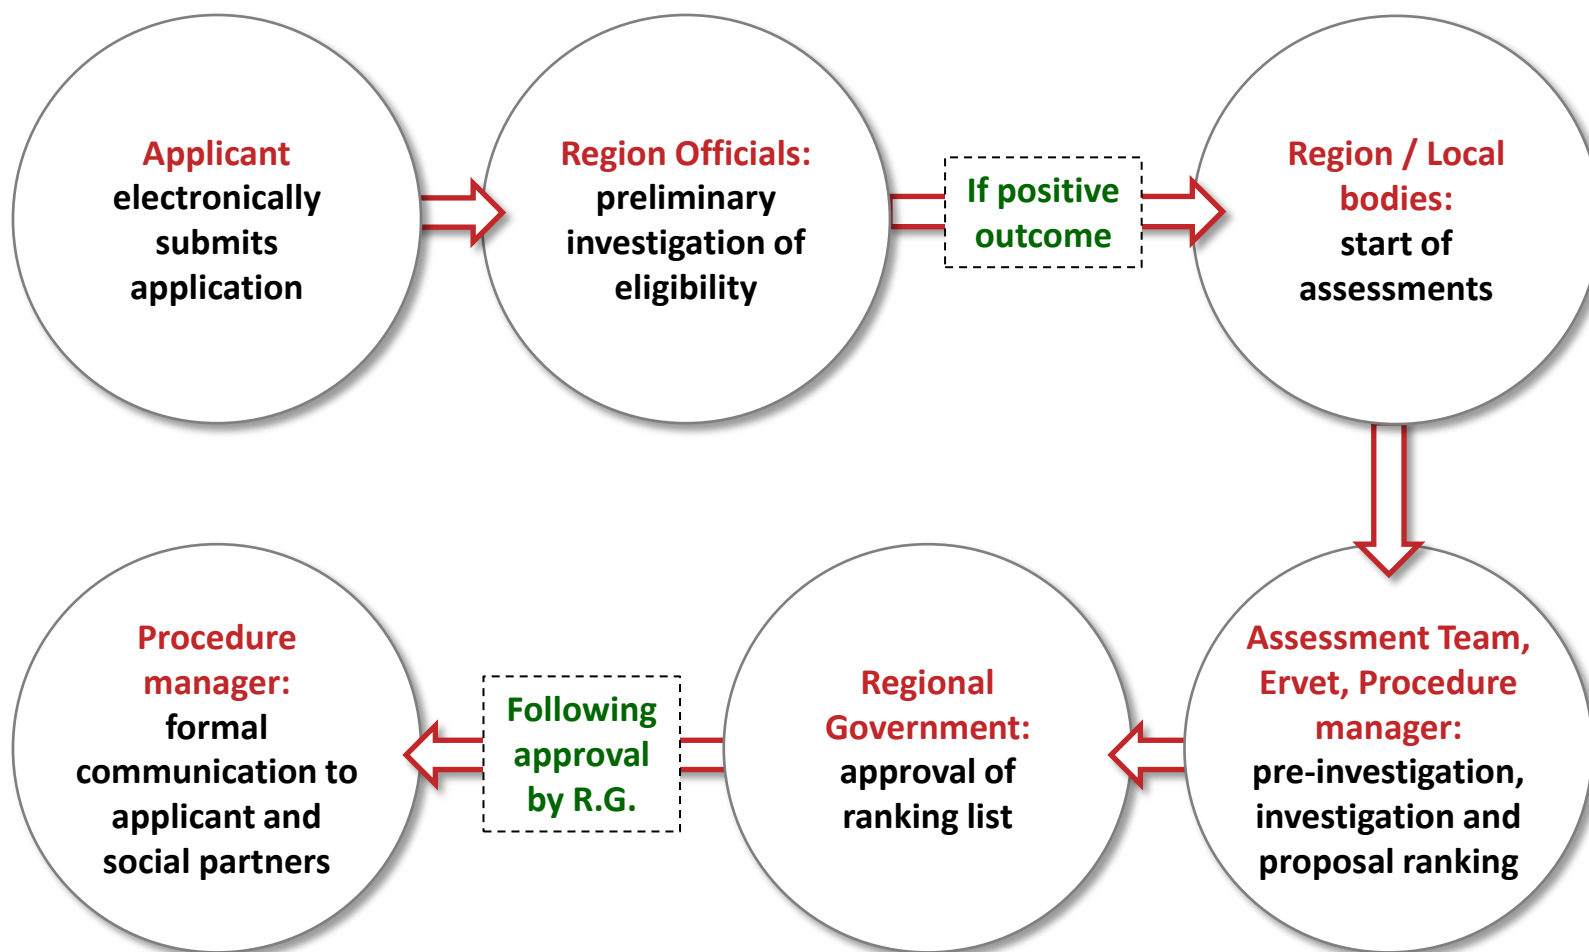 Applicant
electronically
submits
application
Region Officials:
preliminary
investigation of
eligibility
If positive
outcome
Region / Local
bodies:
start of
assessments
Assessment Team,
Ervet, Procedure
manager:
pre-investigation,
investigation and
proposal ranking
Regional
Government:
approval of
ranking list
Following
approval
by R.G.
Procedure
manager:
formal
communication to
applicant and
social partners